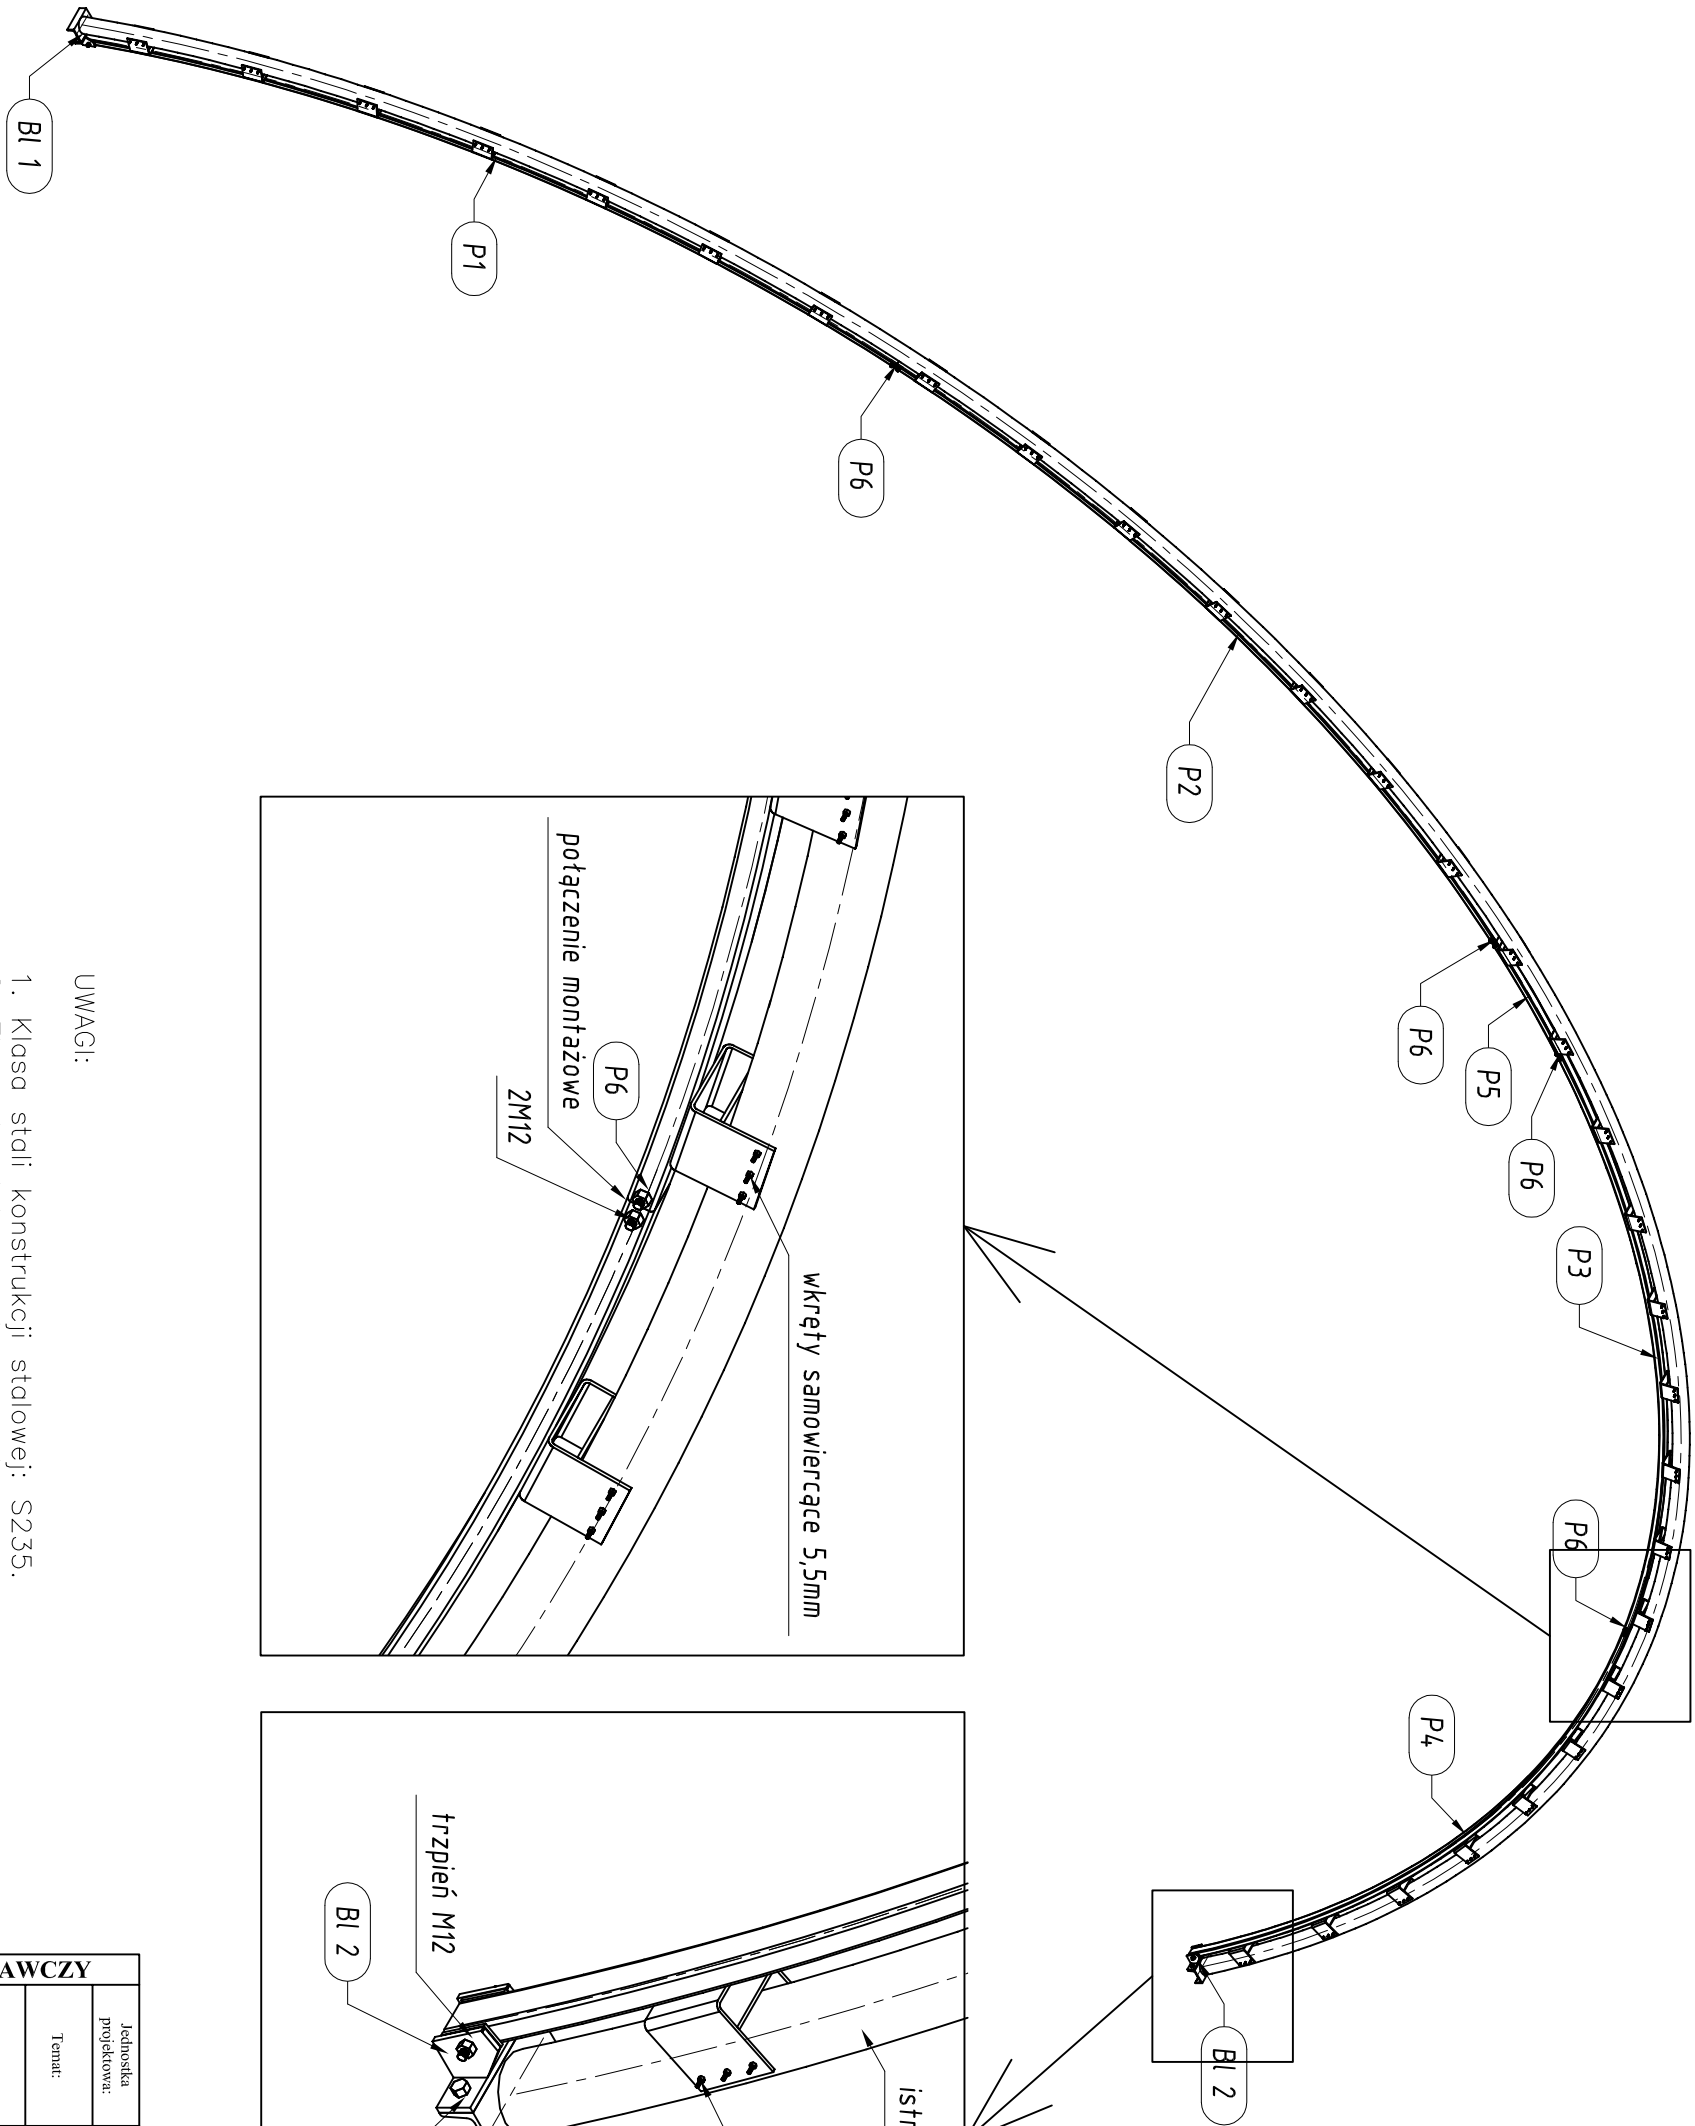 Bl 1
P1
P6
P2
P6
P5
P6
P3
P6
P4
Bl 2
połączenie montażowe
P6
2M12
wkręty samowiercące 5,5mm
trzpień M12
Bl 2
istn
UWAGI:
1. Klasa stali konstrukcji stalowej: S235.
AWCZY
Jednostka
projektowa:
Temat: